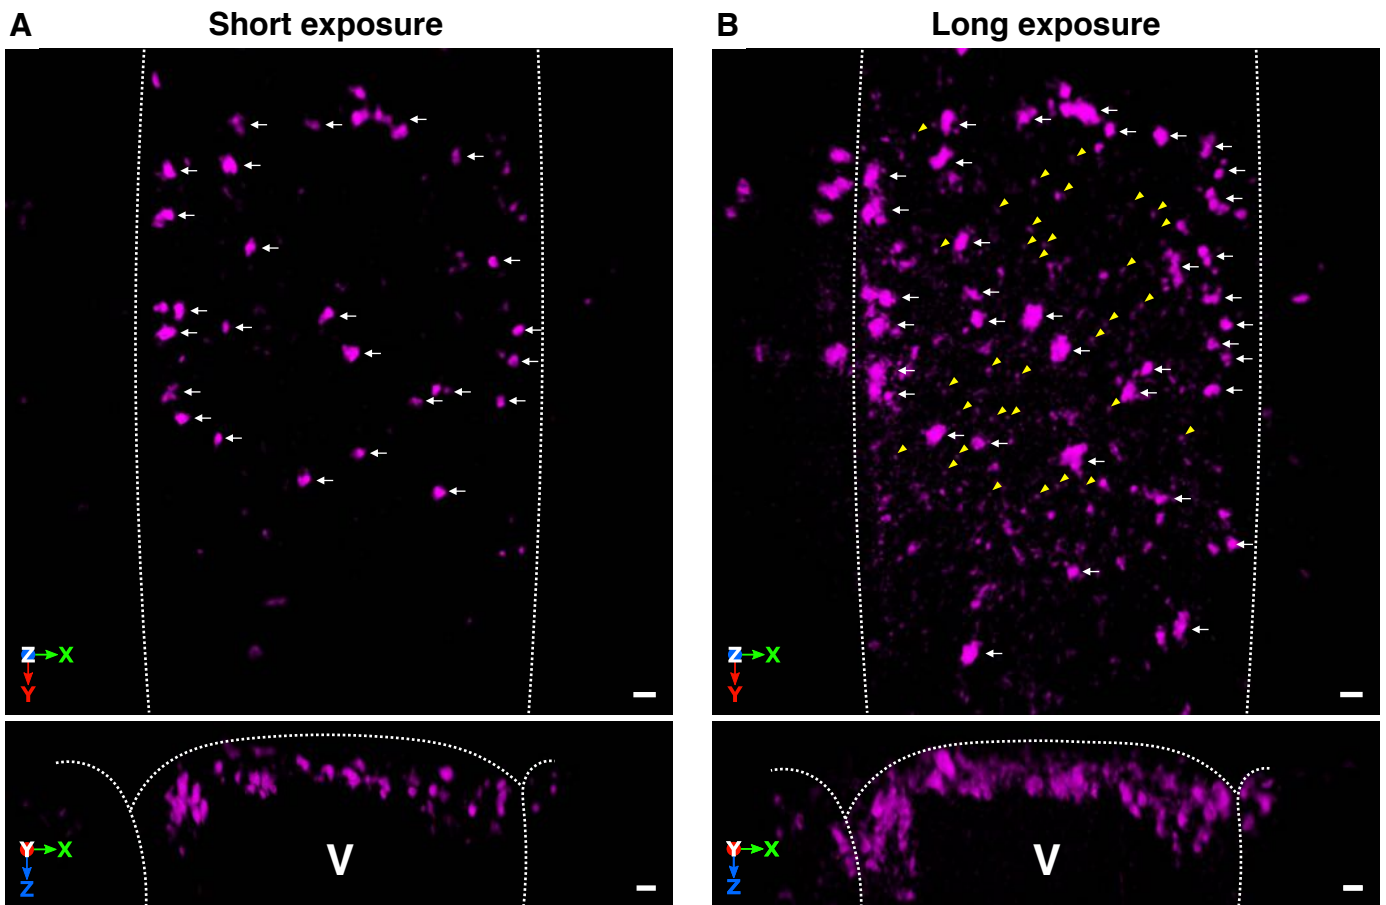 A Short exposure
B Long exposure
Z X
Y
Z X
Y
Y X
Z
V
Y X
Z
V